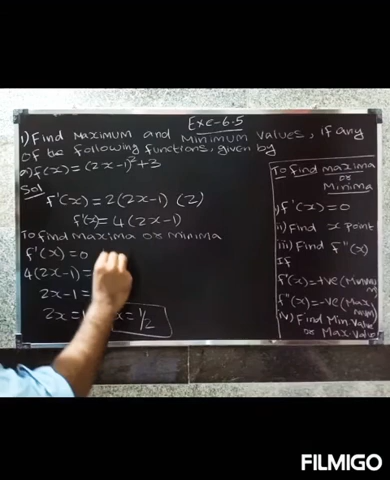 Exe-6.5
1) Find Maximum and Minimum values, if any
of the following functions, given by
a) f(x) = (2x-1)² + 3
Sol
f'(x) = 2(2x-1) (2)
f'(x) = 4(2x-1)
To find maxima or minima
f'(x) = 0
4(2x-1) =
2x-1 =
2x = x = 1/2
To find maxima
or
Minima
i) f'(x) = 0
ii) Find x point
iii) Find f"(x)
If
f"(x) = +ve (Min
f"(x) = -ve (Max
iv) Find Min value
or Max value
FILMIGO